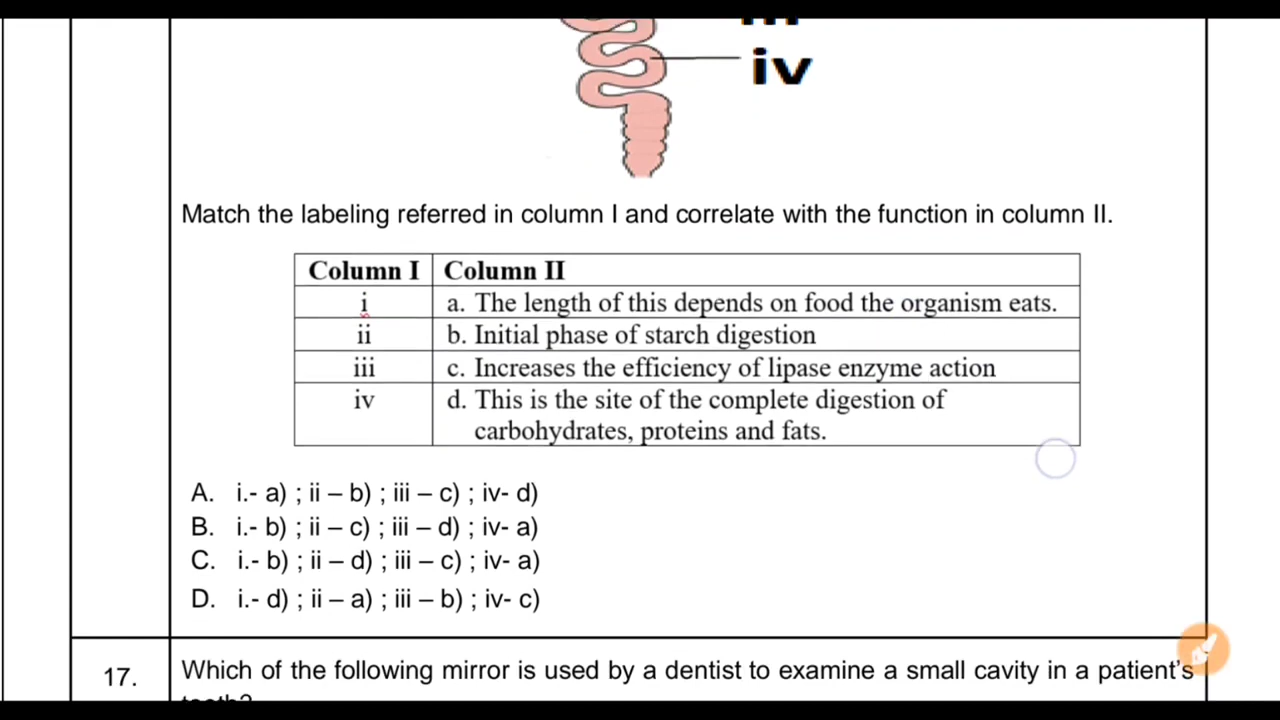 iv
Match the labeling referred in column I and correlate with the function in column II.
Column I Column II
i a. The length of this depends on food the organism eats.
ii b. Initial phase of starch digestion
iii c. Increases the efficiency of lipase enzyme action
iv d. This is the site of the complete digestion of
carbohydrates, proteins and fats.
A. i.- a) ; ii – b) ; iii – c) ; iv- d)
B. i.- b) ; ii – c) ; iii – d) ; iv- a)
C. i.- b) ; ii – d) ; iii – c) ; iv- a)
D. i.- d) ; ii – a) ; iii – b) ; iv- c)
17. Which of the following mirror is used by a dentist to examine a small cavity in a patient's